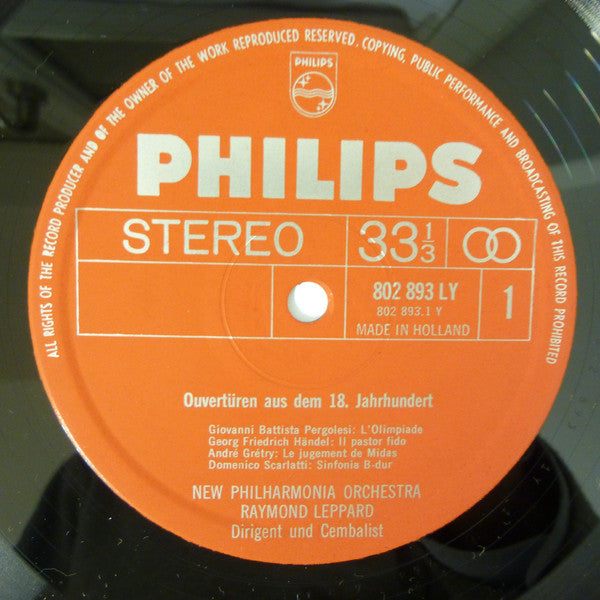 ALL RIGHTS OF THE RECORD PRODUCER AND OF THE OWNER OF THE WORK REPRODUCED RESERVED. COPYING, PUBLIC PERFORMANCE AND BROADCASTING OF THIS RECORD PROHIBITED
PHILIPS
PHILIPS
STEREO 33 1/3
802 893 LY 1
802 893.1 Y
MADE IN HOLLAND
Ouvertüren aus dem 18. Jahrhundert
Giovanni Battista Pergolesi: L'Olimpiade
Georg Friedrich Händel: Il pastor fido
André Grétry: Le jugement de Midas
Domenico Scarlatti: Sinfonia B-dur
NEW PHILHARMONIA ORCHESTRA
RAYMOND LEPPARD
Dirigent und Cembalist